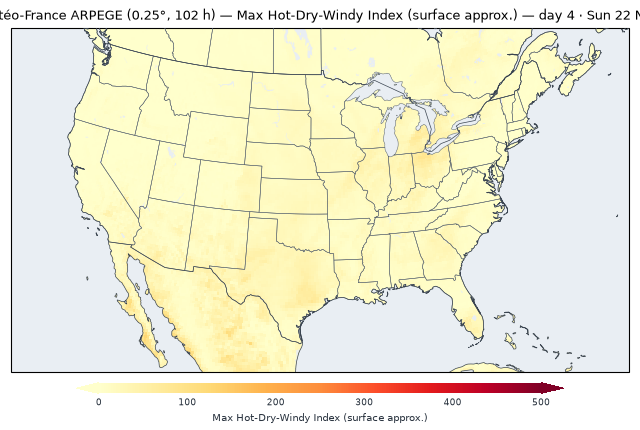 téo-France ARPEGE (0.25°, 102 h) — Max Hot-Dry-Windy Index (surface approx.) — day 4 · Sun 22 N
0 100 200 300 400 500
Max Hot-Dry-Windy Index (surface approx.)